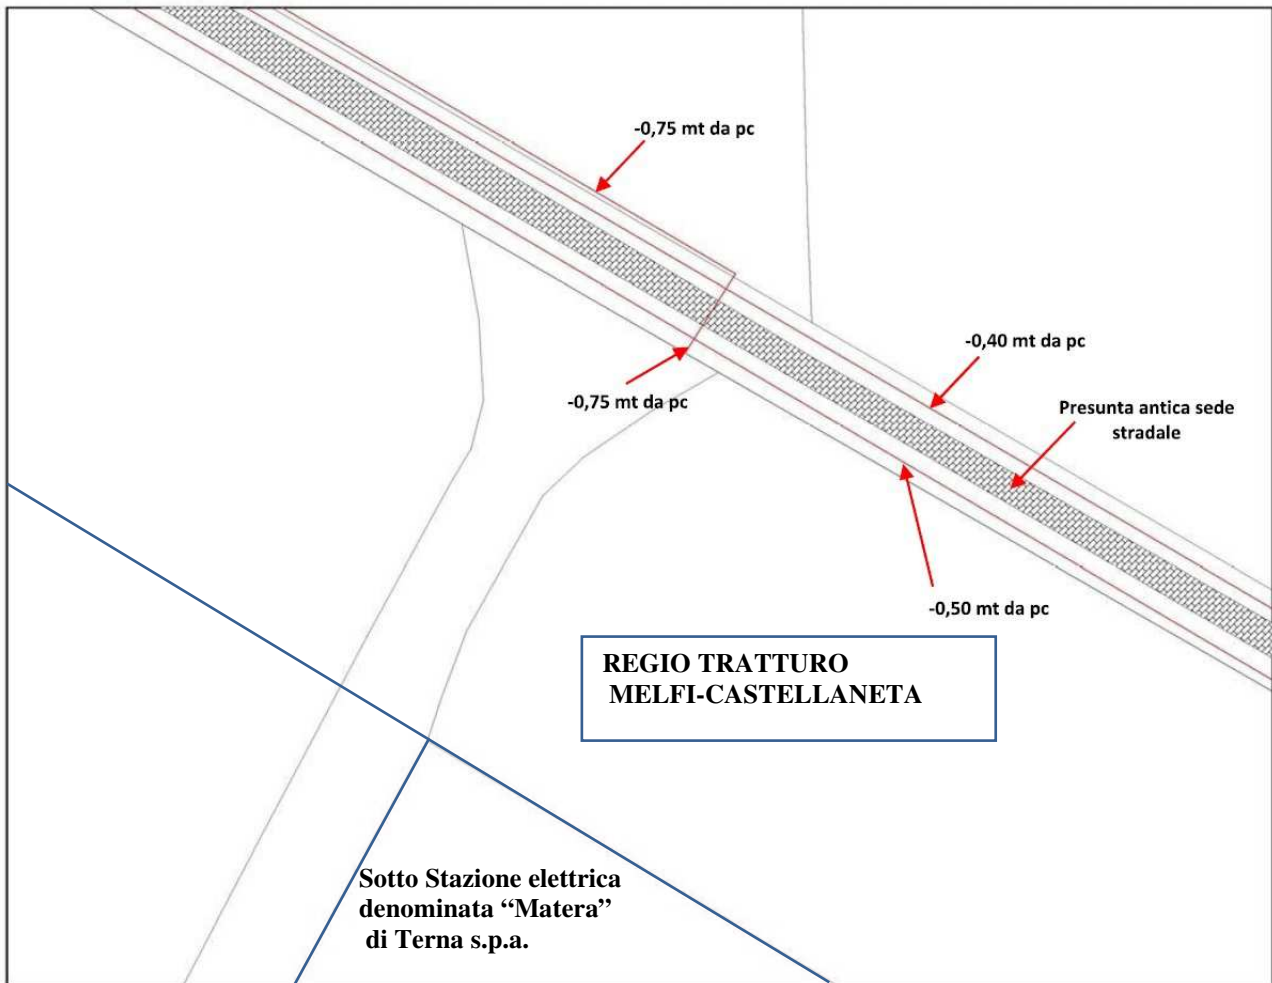 -0,75 mt da pc
-0,40 mt da pc
-0,75 mt da pc
Presunta antica sede
stradale
-0,50 mt da pc
REGIO TRATTURO
MELFI-CASTELLANETA
Sotto Stazione elettrica
denominata “Matera”
di Terna s.p.a.